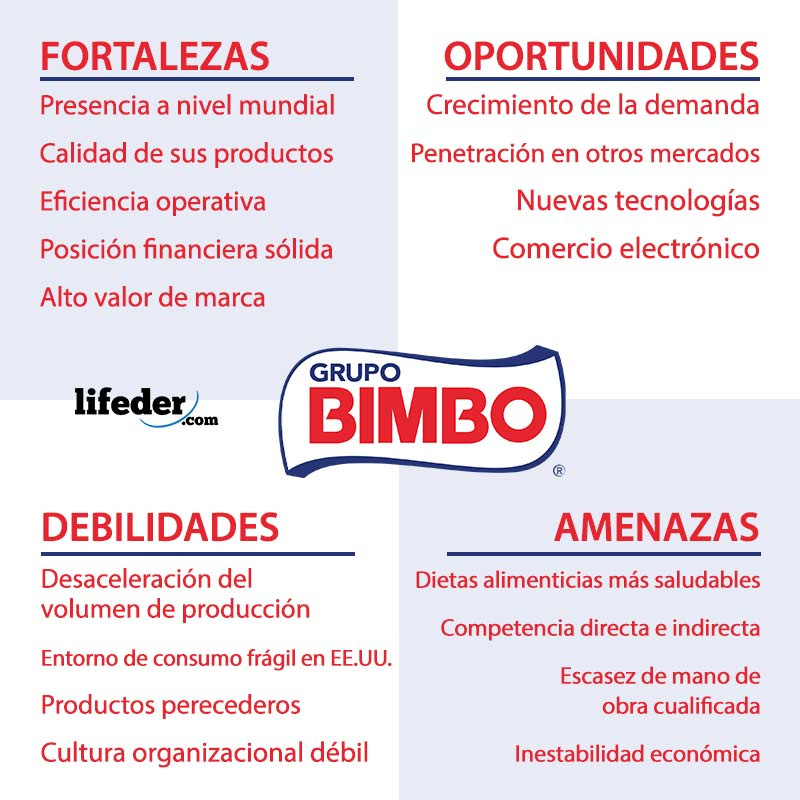 FORTALEZAS
Presencia a nivel mundial
Calidad de sus productos
Eficiencia operativa
Posición financiera sólida
Alto valor de marca
OPORTUNIDADES
Crecimiento de la demanda
Penetración en otros mercados
Nuevas tecnologías
Comercio electrónico
lifeder.com
GRUPO
BIMBO
®
DEBILIDADES
Desaceleración del
volumen de producción
Entorno de consumo frágil en EE.UU.
Productos perecederos
Cultura organizacional débil
AMENAZAS
Dietas alimenticias más saludables
Competencia directa e indirecta
Escasez de mano de
obra cualificada
Inestabilidad económica